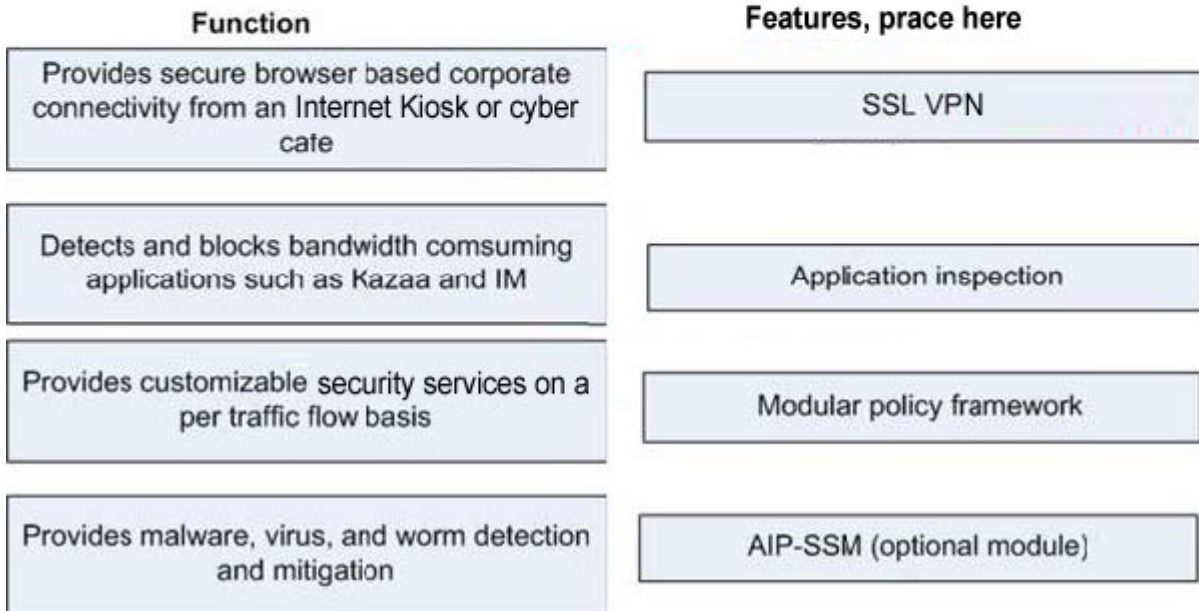 Function
Features, prace here
Provides secure browser based corporate
connectivity from an Internet Kiosk or cyber
cafe
SSL VPN
Detects and blocks bandwidth comsuming
applications such as Kazaa and IM
Application inspection
Provides customizable security services on a
per traffic flow basis
Modular policy framework
Provides malware, virus, and worm detection
and mitigation
AIP-SSM (optional module)